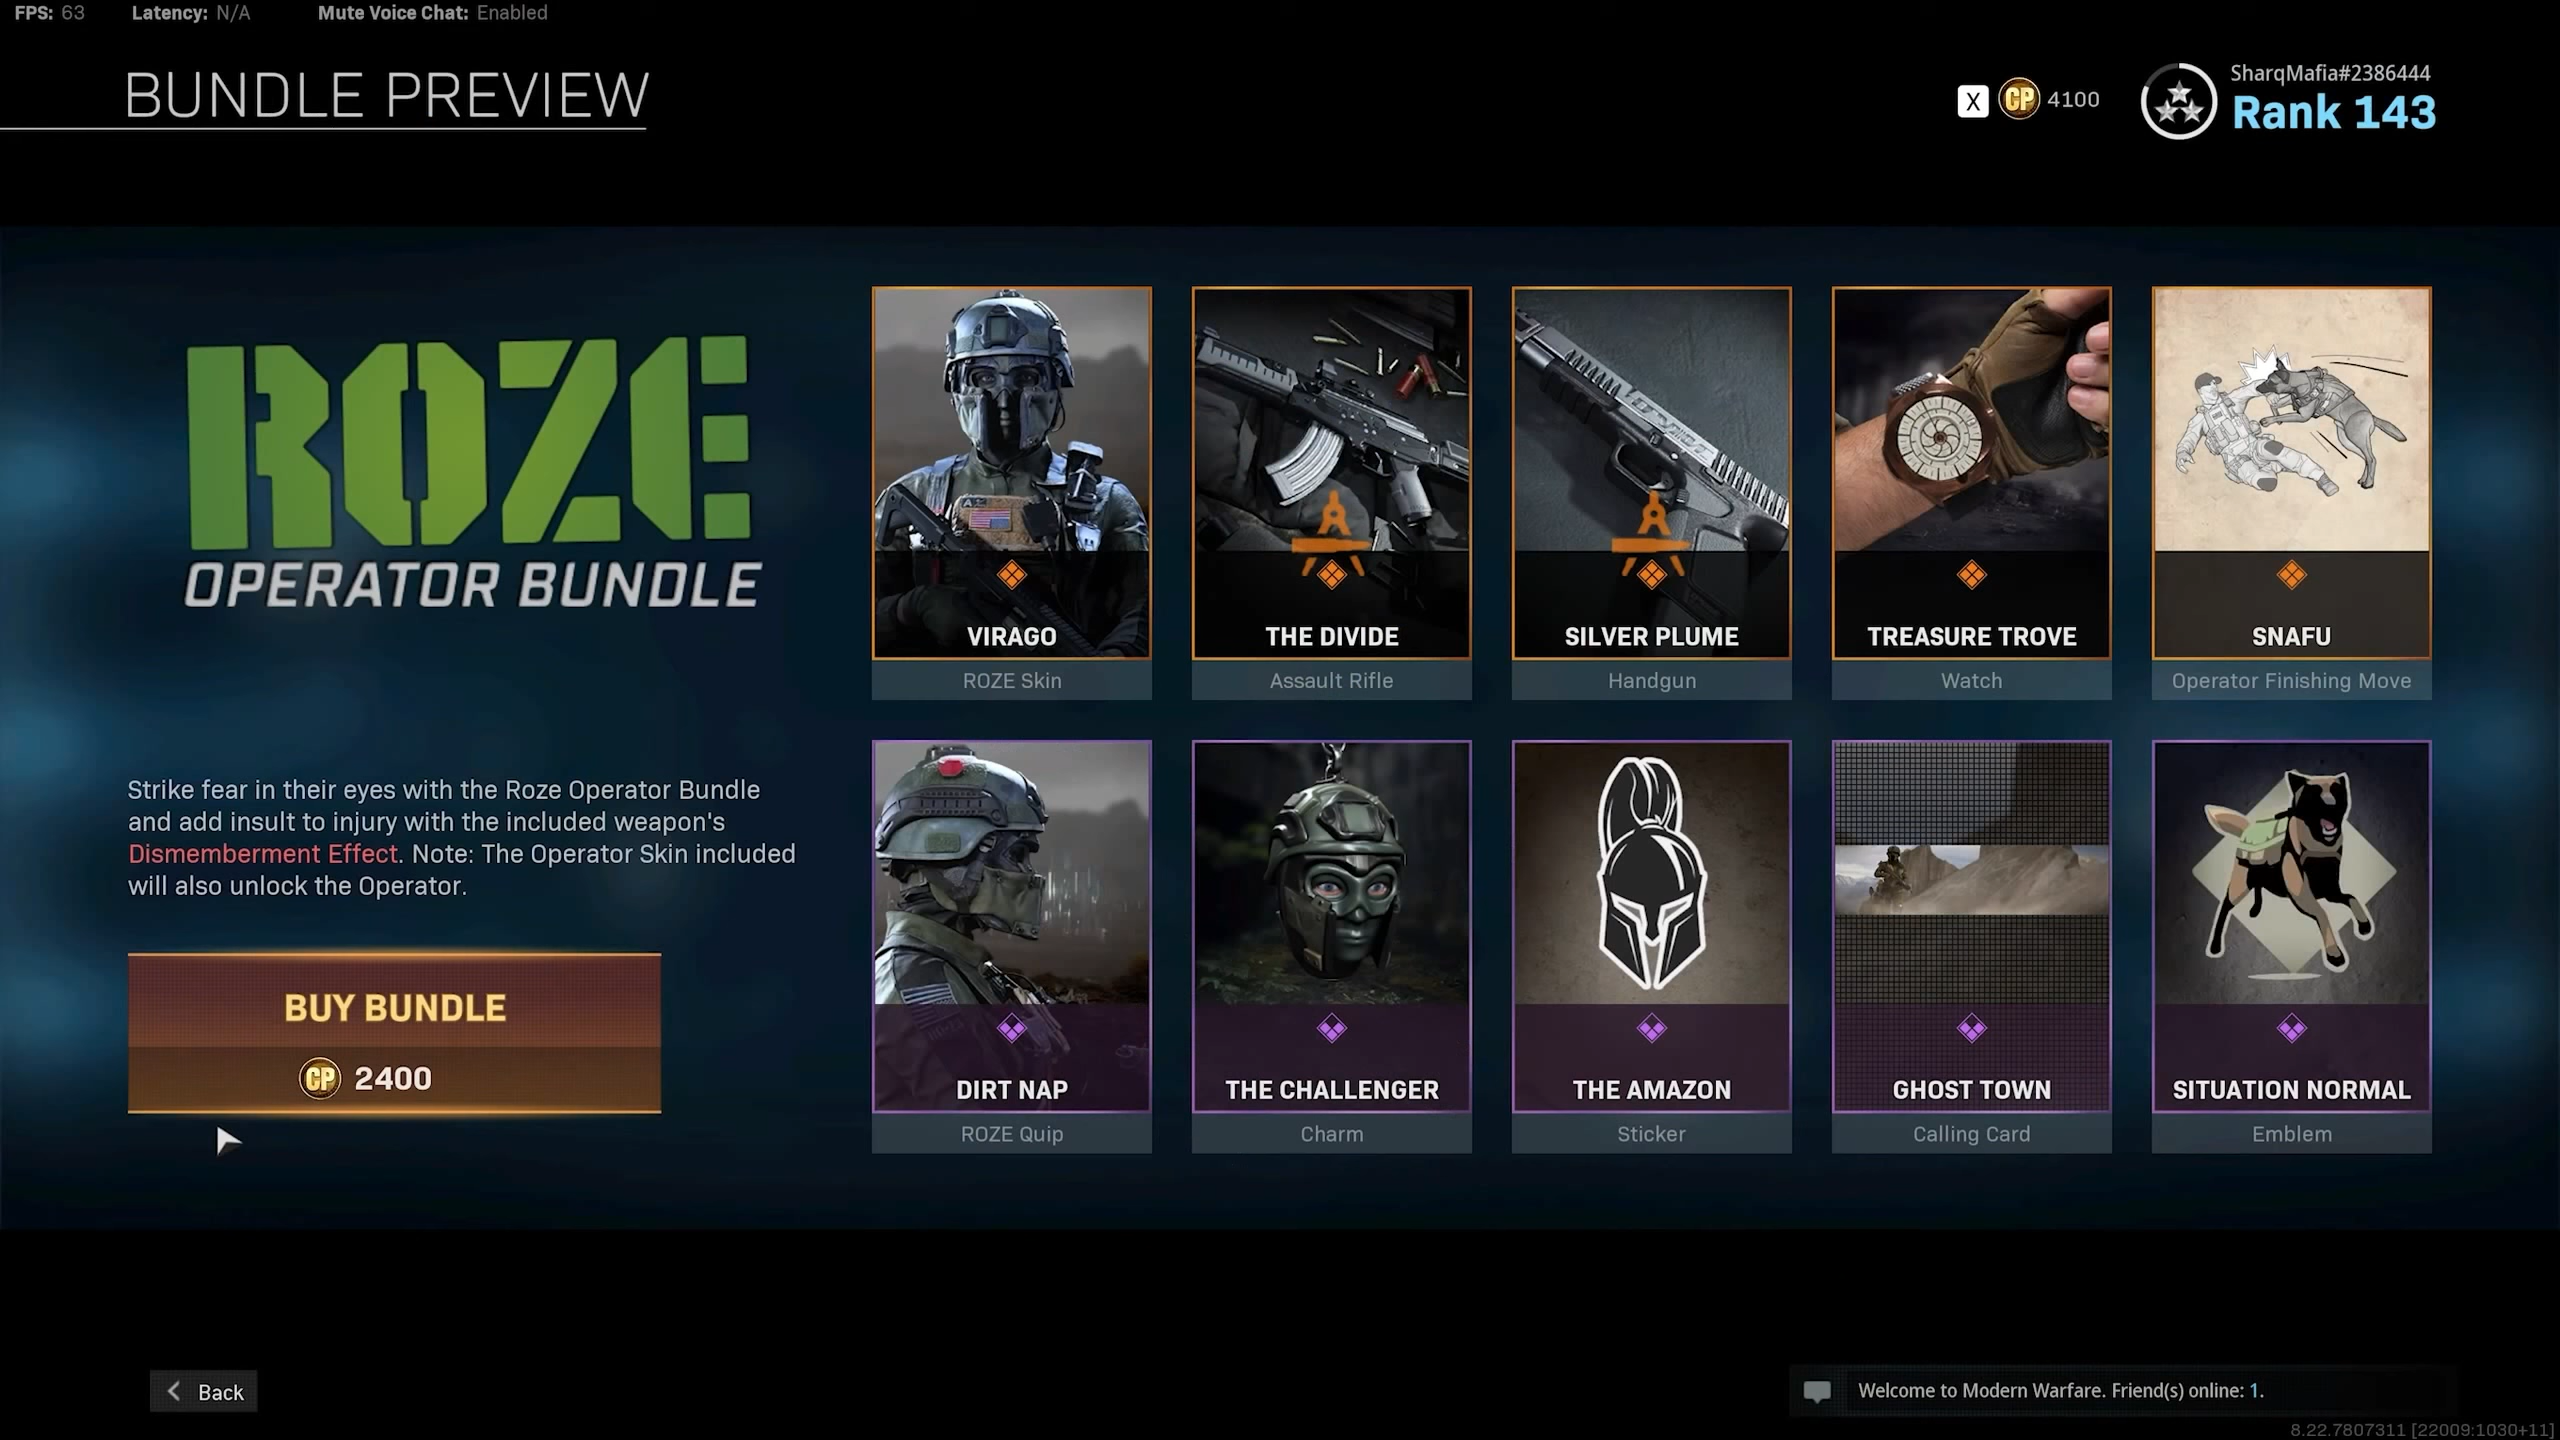 FPS: 63 Latency: N/A Mute Voice Chat: Enabled
BUNDLE PREVIEW
X CP 4100
SharqMafia#2386444
Rank 143
ROZE
OPERATOR BUNDLE
Strike fear in their eyes with the Roze Operator Bundle
and add insult to injury with the included weapon's
Dismemberment Effect. Note: The Operator Skin included
will also unlock the Operator.
BUY BUNDLE
CP 2400
VIRAGO
ROZE Skin
THE DIVIDE
Assault Rifle
SILVER PLUME
Handgun
TREASURE TROVE
Watch
SNAFU
Operator Finishing Move
DIRT NAP
ROZE Quip
THE CHALLENGER
Charm
THE AMAZON
Sticker
GHOST TOWN
Calling Card
SITUATION NORMAL
Emblem
Back
Welcome to Modern Warfare. Friend(s) online: 1.
8.22.7807311 [22009:1030+11]